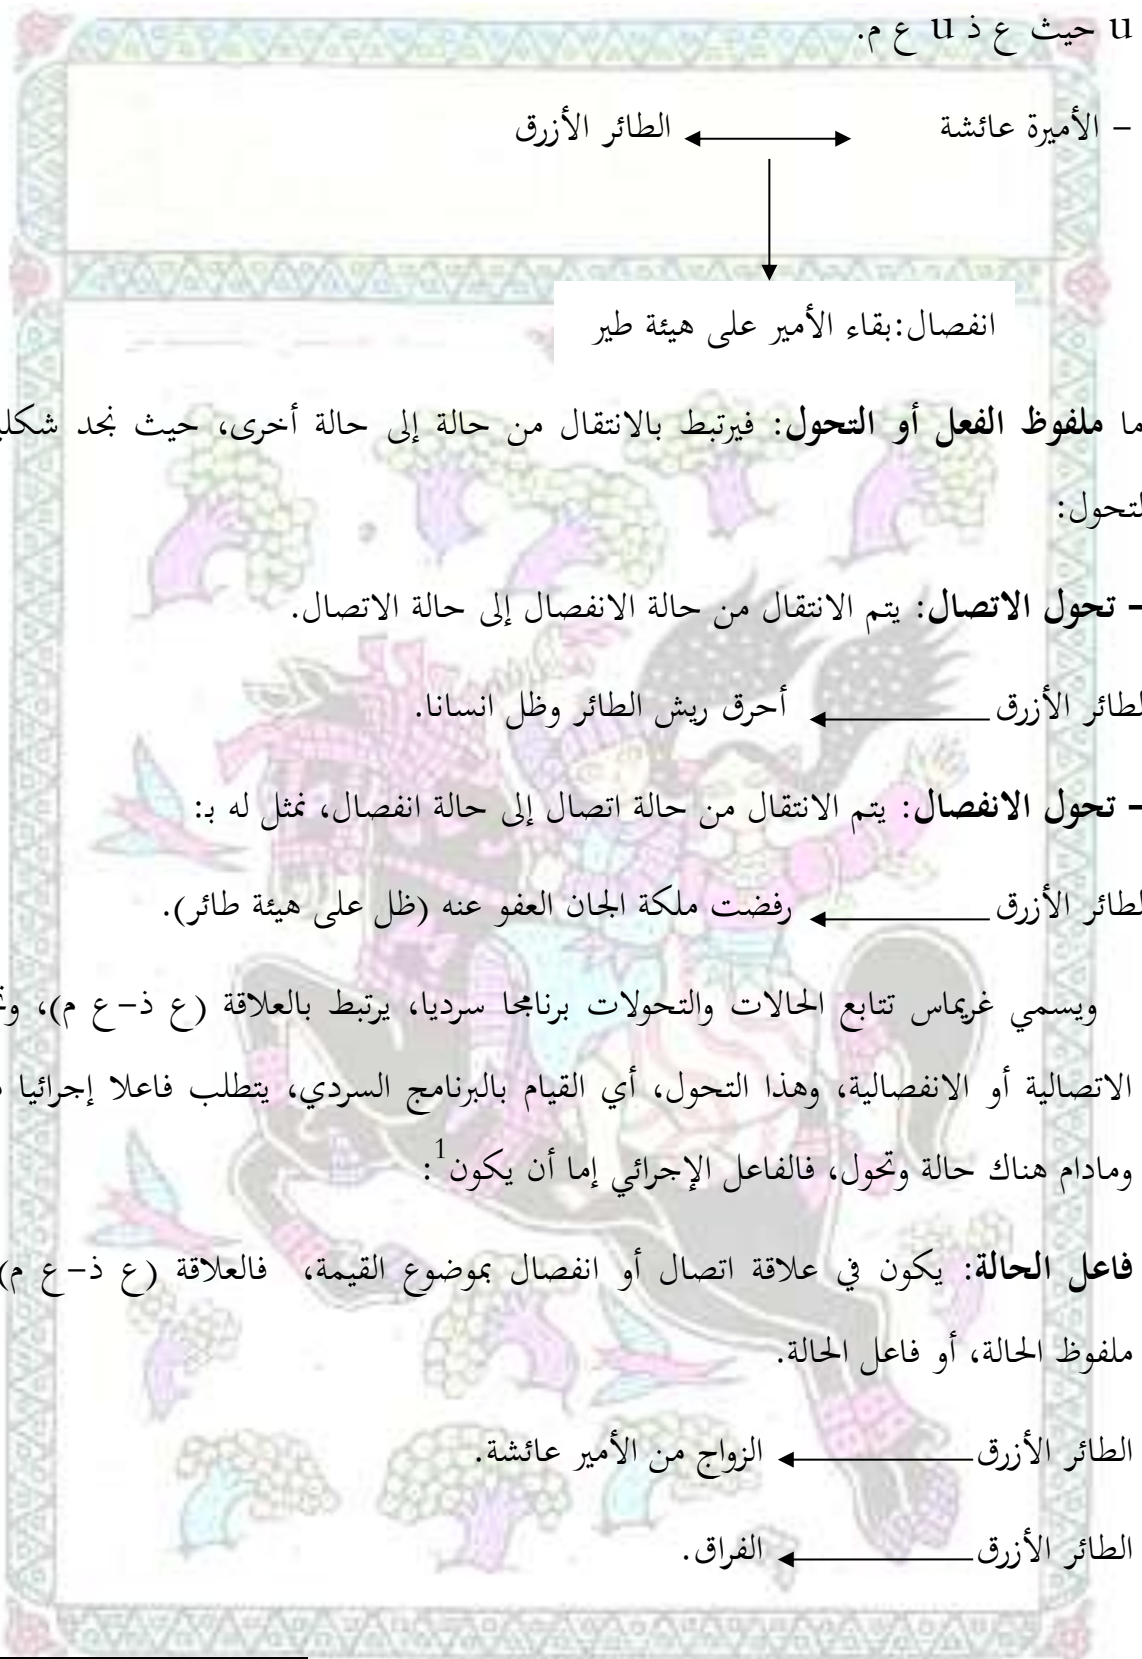 u حيث ع ذ u ع م.
- الأميرة عائشة الطائر الأزرق
انفصال:بقاء الأمير على هيئة طير
ما ملفوظ الفعل أو التحول: فيرتبط بالانتقال من حالة إلى حالة أخرى، حيث نجد
لتحول:
- تحول الاتصال: يتم الانتقال من حالة الانفصال إلى حالة الاتصال.
لطائر الأزرق أحرق ريش الطائر وظل انسانا.
- تحول الانفصال: يتم الانتقال من حالة اتصال إلى حالة انفصال، نمثل له بـ:
لطائر الأزرق رفضت ملكة الجان العفو عنه (ظل على هيئة طائر).
ويسمي غريماس تتابع الحالات والتحولات برنامجا سرديا، يرتبط بالعلاقة (ع ذ-ع م)،
الاتصالية أو الانفصالية، وهذا التحول، أي القيام بالبرنامج السردي، يتطلب فاعلا إجرائيا
ومادام هناك حالة وتحول، فالفاعل الإجرائي إما أن يكون1:
فاعل الحالة: يكون في علاقة اتصال أو انفصال بموضوع القيمة، فالعلاقة (ع ذ-ع م)
ملفوظ الحالة، أو فاعل الحالة.
الطائر الأزرق الزواج من الأمير عائشة.
الطائر الأزرق الفراق.